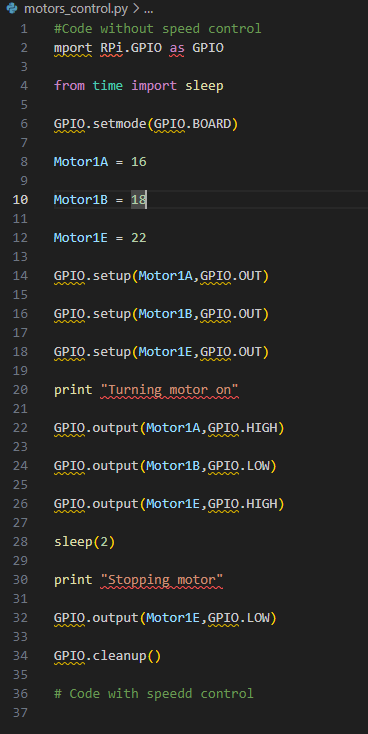 motors_control.py > ...
1 #Code without speed control
2 mport RPi.GPIO as GPIO
3
4 from time import sleep
5
6 GPIO.setmode(GPIO.BOARD)
7
8 Motor1A = 16
9
10 Motor1B = 18
11
12 Motor1E = 22
13
14 GPIO.setup(Motor1A,GPIO.OUT)
15
16 GPIO.setup(Motor1B,GPIO.OUT)
17
18 GPIO.setup(Motor1E,GPIO.OUT)
19
20 print "Turning motor on"
21
22 GPIO.output(Motor1A,GPIO.HIGH)
23
24 GPIO.output(Motor1B,GPIO.LOW)
25
26 GPIO.output(Motor1E,GPIO.HIGH)
27
28 sleep(2)
29
30 print "Stopping motor"
31
32 GPIO.output(Motor1E,GPIO.LOW)
33
34 GPIO.cleanup()
35
36 # Code with speedd control
37